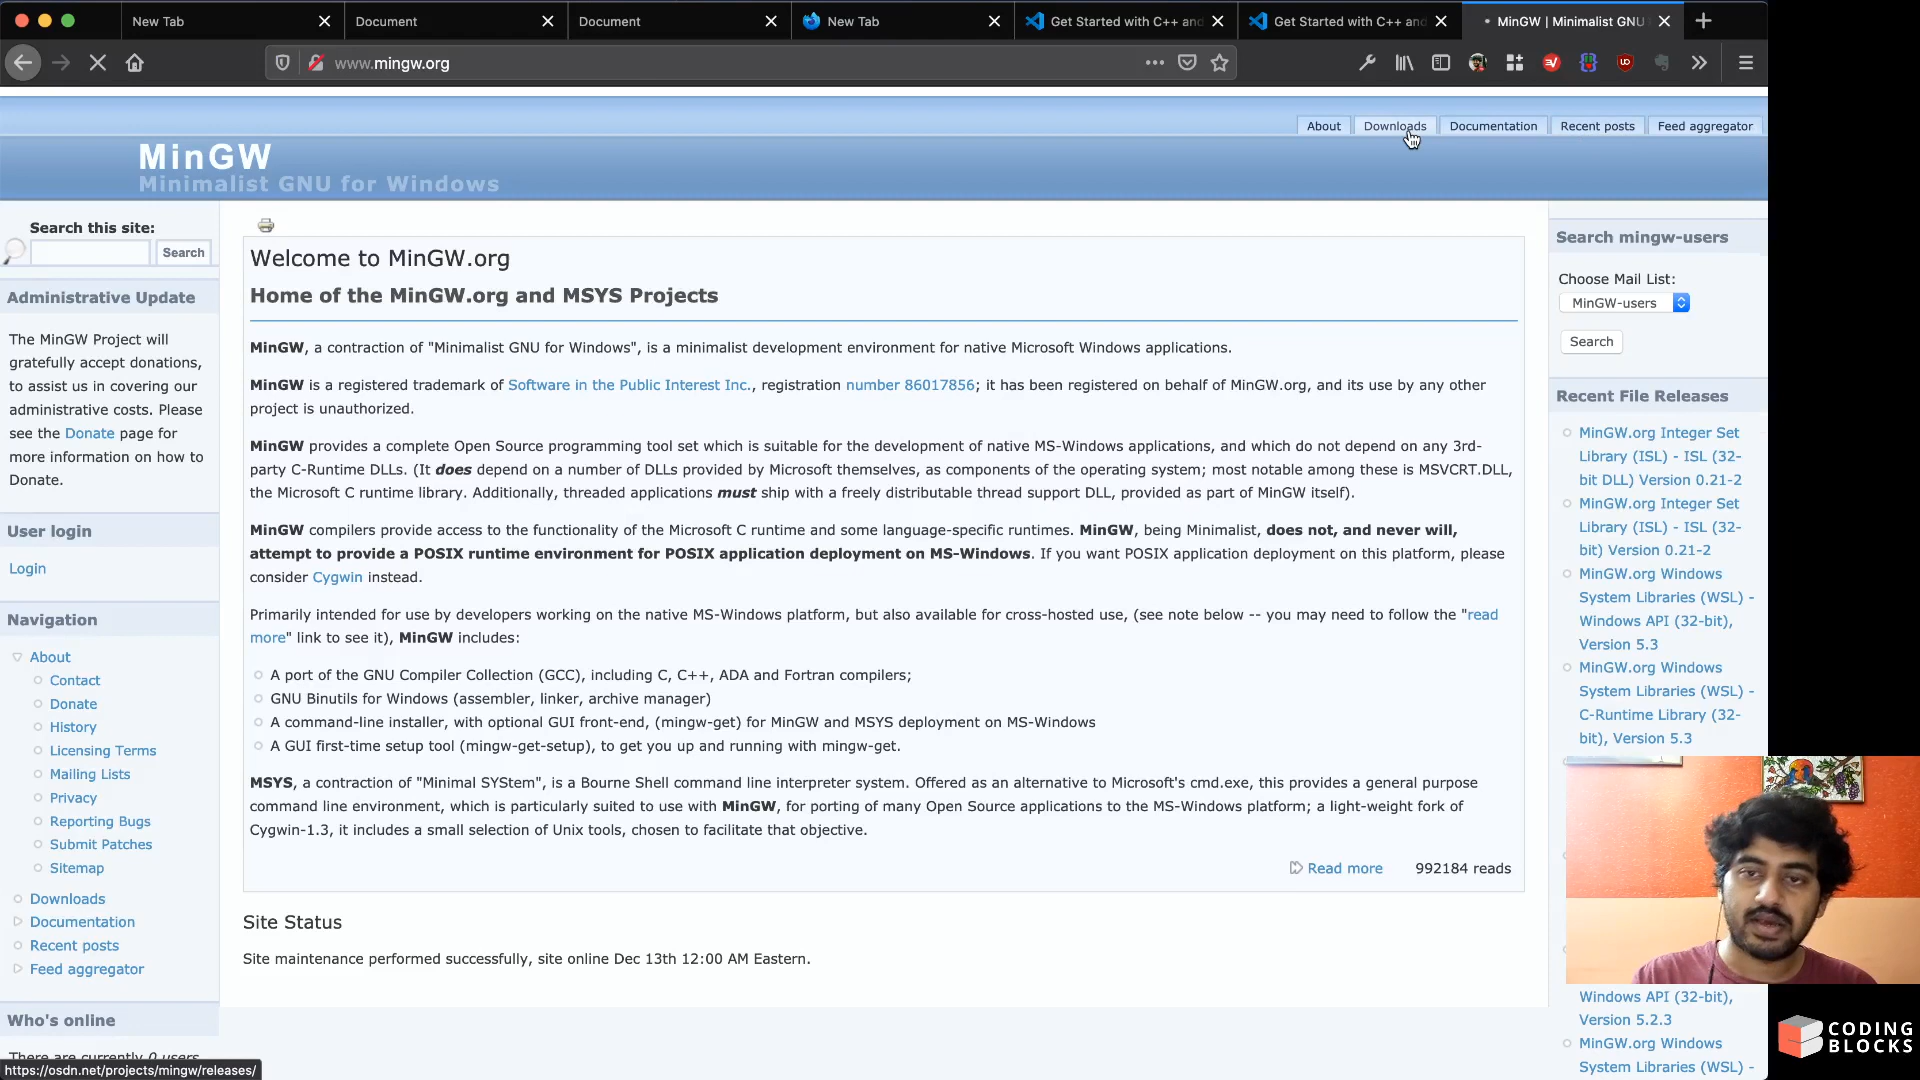 New Tab
Document
Document
New Tab
Get Started with C++ and
Get Started with C++ and
MinGW | Minimalist GNU
www.mingw.org
About
Downloads
Documentation
Recent posts
Feed aggregator
MinGW
Minimalist GNU for Windows
Search this site:
Search
Administrative Update
The MinGW Project will
gratefully accept donations,
to assist us in covering our
administrative costs. Please
see the Donate page for
more information on how to
Donate.
User login
Login
Navigation
About
Contact
Donate
History
Licensing Terms
Mailing Lists
Privacy
Reporting Bugs
Submit Patches
Sitemap
Downloads
Documentation
Recent posts
Feed aggregator
Who's online
There are currently 0 users
https://osdn.net/projects/mingw/releases/
Welcome to MinGW.org
Home of the MinGW.org and MSYS Projects
MinGW, a contraction of "Minimalist GNU for Windows", is a minimalist development environment for native Microsoft Windows applications.
MinGW is a registered trademark of Software in the Public Interest Inc., registration number 86017856; it has been registered on behalf of MinGW.org, and its use by any other
project is unauthorized.
MinGW provides a complete Open Source programming tool set which is suitable for the development of native MS-Windows applications, and which do not depend on any 3rd-
party C-Runtime DLLs. (It does depend on a number of DLLs provided by Microsoft themselves, as components of the operating system; most notable among these is MSVCRT.DLL,
the Microsoft C runtime library. Additionally, threaded applications must ship with a freely distributable thread support DLL, provided as part of MinGW itself).
MinGW compilers provide access to the functionality of the Microsoft C runtime and some language-specific runtimes. MinGW, being Minimalist, does not, and never will,
attempt to provide a POSIX runtime environment for POSIX application deployment on MS-Windows. If you want POSIX application deployment on this platform, please
consider Cygwin instead.
Primarily intended for use by developers working on the native MS-Windows platform, but also available for cross-hosted use, (see note below -- you may need to follow the "read
more" link to see it), MinGW includes:
A port of the GNU Compiler Collection (GCC), including C, C++, ADA and Fortran compilers;
GNU Binutils for Windows (assembler, linker, archive manager)
A command-line installer, with optional GUI front-end, (mingw-get) for MinGW and MSYS deployment on MS-Windows
A GUI first-time setup tool (mingw-get-setup), to get you up and running with mingw-get.
MSYS, a contraction of "Minimal SYStem", is a Bourne Shell command line interpreter system. Offered as an alternative to Microsoft's cmd.exe, this provides a general purpose
command line environment, which is particularly suited to use with MinGW, for porting of many Open Source applications to the MS-Windows platform; a light-weight fork of
Cygwin-1.3, it includes a small selection of Unix tools, chosen to facilitate that objective.
Read more
992184 reads
Site Status
Site maintenance performed successfully, site online Dec 13th 12:00 AM Eastern.
Search mingw-users
Choose Mail List:
MinGW-users
Search
Recent File Releases
MinGW.org Integer Set
Library (ISL) - ISL (32-
bit DLL) Version 0.21-2
MinGW.org Integer Set
Library (ISL) - ISL (32-
bit) Version 0.21-2
MinGW.org Windows
System Libraries (WSL) -
Windows API (32-bit),
Version 5.3
MinGW.org Windows
System Libraries (WSL) -
C-Runtime Library (32-
bit), Version 5.3
Windows API (32-bit),
Version 5.2.3
MinGW.org Windows
System Libraries (WSL) -
CODING
BLOCKS